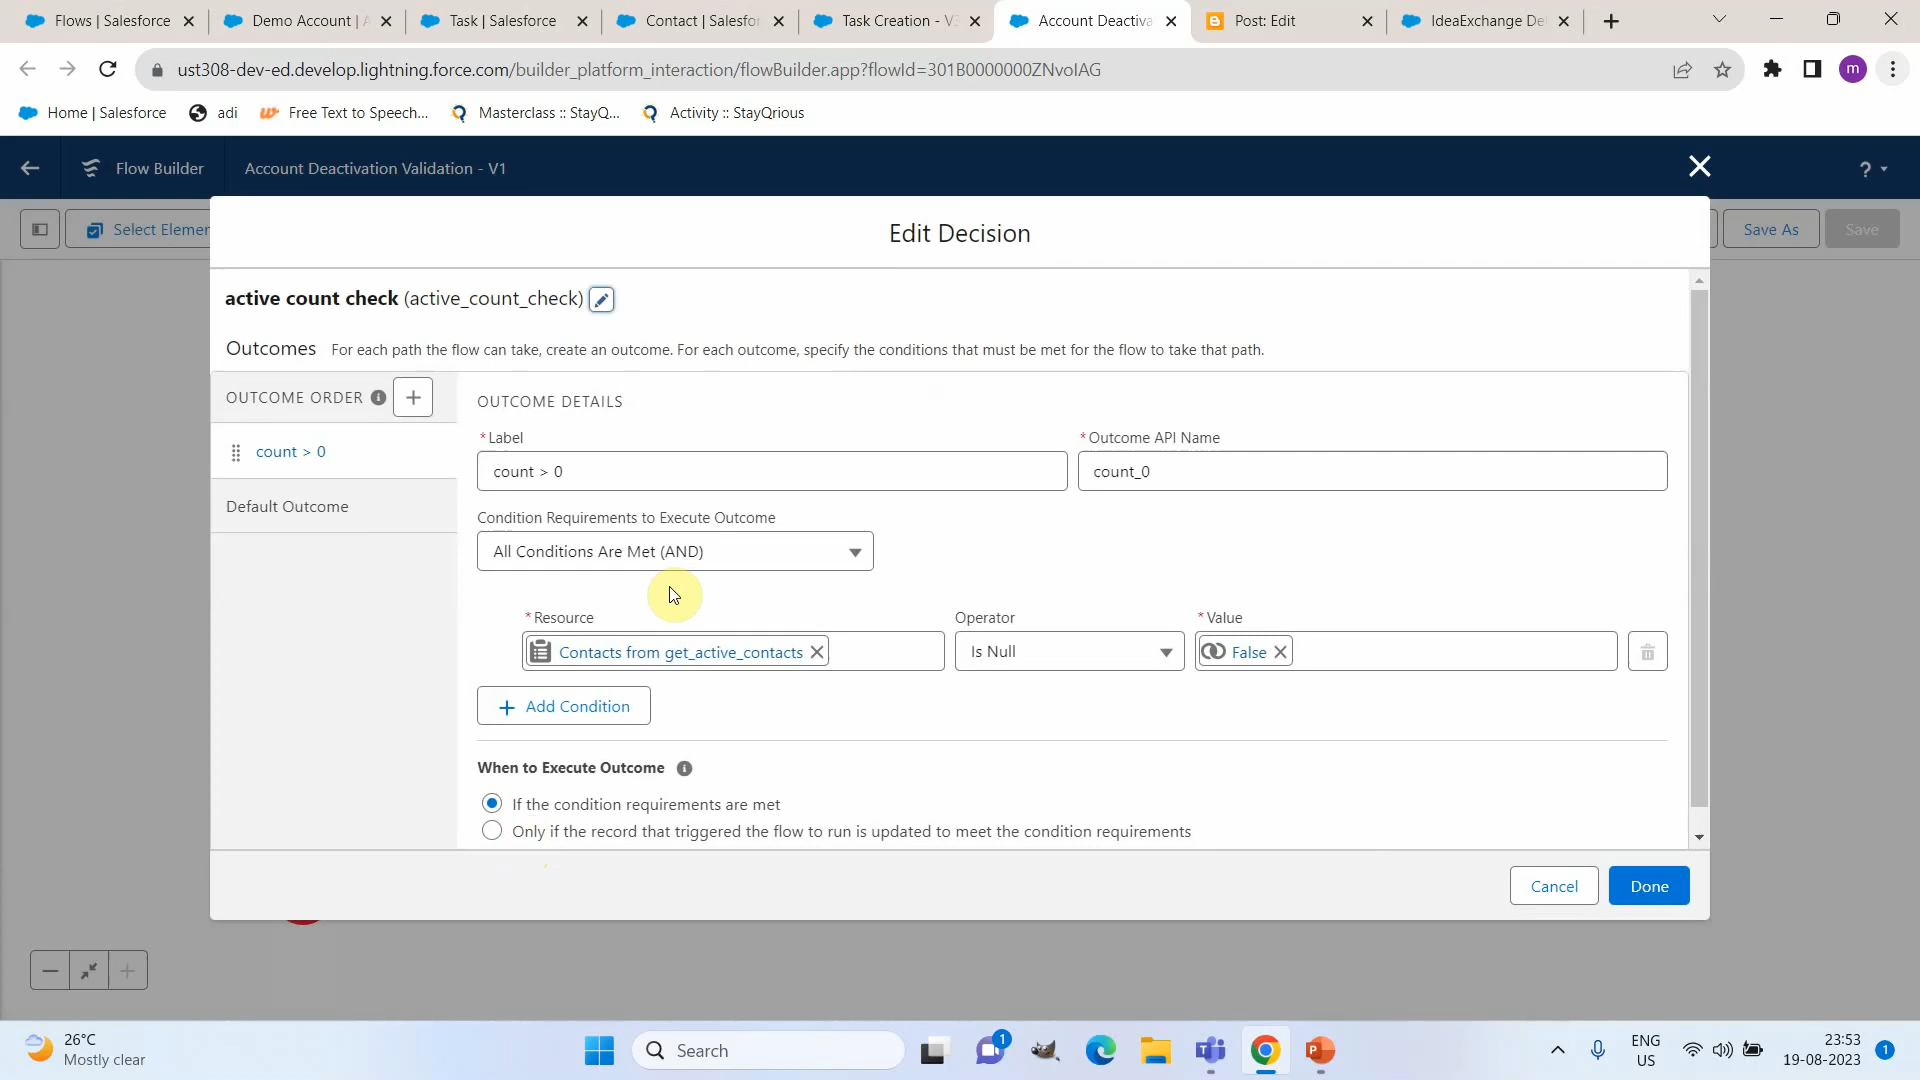 Flows | Salesforce
Demo Account | A
Task | Salesforce
Contact | Salesfor
Task Creation - V
Account Deactiva
Post: Edit
IdeaExchange De
ust308-dev-ed.develop.lightning.force.com/builder_platform_interaction/flowBuilder.app?flowId=301B0000000ZNvoIAG
m
Home | Salesforce
adi
Free Text to Speech...
Masterclass :: StayQ...
Activity :: StayQrious
Flow Builder
Account Deactivation Validation - V1
?
Select Elemen
Save As
Save
Edit Decision
active count check (active_count_check)
Outcomes For each path the flow can take, create an outcome. For each outcome, specify the conditions that must be met for the flow to take that path.
OUTCOME ORDER
count > 0
Default Outcome
OUTCOME DETAILS
*Label
*Outcome API Name
count > 0
count_0
Condition Requirements to Execute Outcome
All Conditions Are Met (AND)
*Resource
Operator
*Value
Contacts from get_active_contacts
Is Null
False
Add Condition
When to Execute Outcome
If the condition requirements are met
Only if the record that triggered the flow to run is updated to meet the condition requirements
Cancel
Done
26°C
Mostly clear
Search
1
ENG
US
23:53
19-08-2023
1